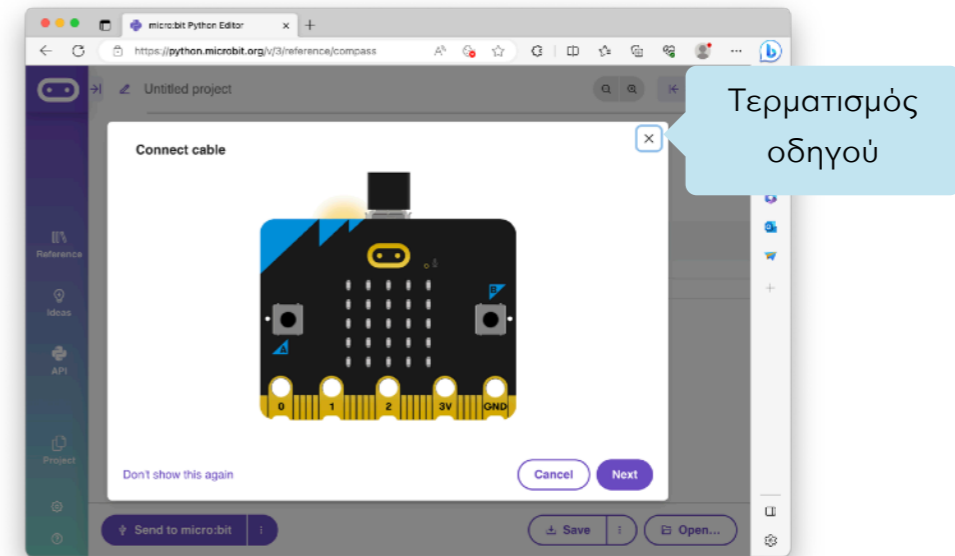 micro:bit Python Editor
https://python.microbit.org/v/3/reference/compass
Untitled project
Τερματισμός
οδηγού
Connect cable
Reference
Ideas
API
Project
B
A
0 1 2 3V GND
Don't show this again
Cancel
Next
Send to micro:bit
Save
Open...